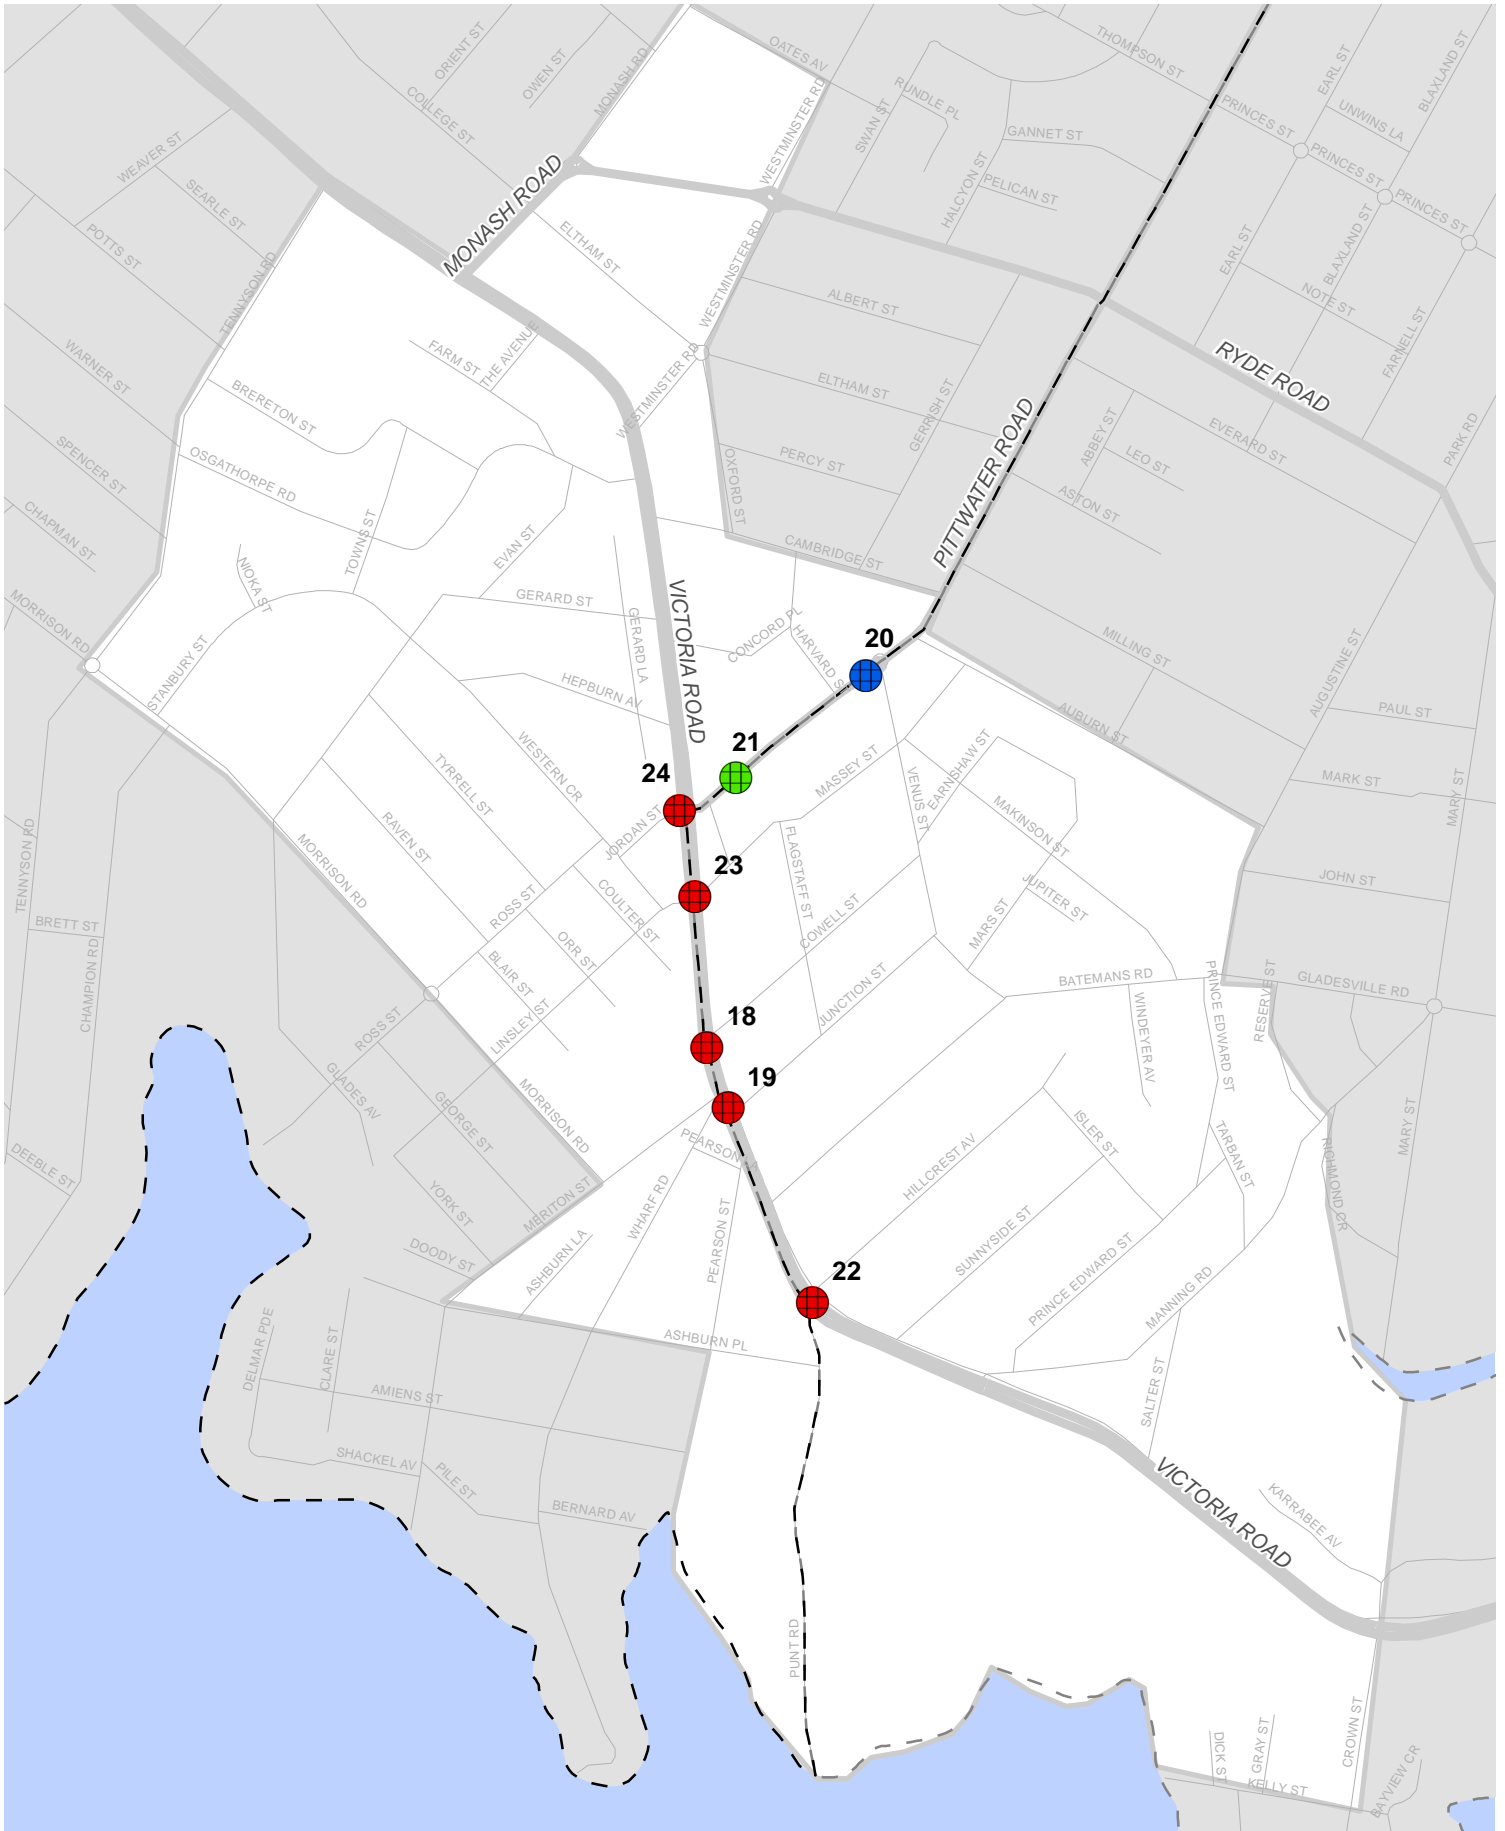 OATES AV
THOMPSON ST
ORIENT ST
OWEN ST
MONASH RD
COLLEGE ST
WESTMINSTER RD
RUNDLE PL
SWAN ST
GANNET ST
HALCYON ST
PELICAN ST
EARL ST
BLAXLAND ST
UNWINS LA
PRINCES ST
PRINCES ST
PRINCES ST
WEAVER ST
SEARLE ST
POTTS ST
TENNYSON RD
MONASH ROAD
ELTHAM ST
WESTMINSTER RD
EARL ST
BLAXLAND ST
NOTE ST
FARNELL ST
ALBERT ST
RYDE ROAD
WARNER ST
FARM ST
THE AVENUE
BRERETON ST
WESTMINSTER RD
ELTHAM ST
GERRISH ST
PITTWATER ROAD
ABBEY ST
EVERARD ST
LEO ST
PARK RD
SPENCER ST
OSGATHORPE RD
OXFORD ST
PERCY ST
ASTON ST
CHAPMAN ST
TOWNS ST
EVAN ST
CAMBRIDGE ST
NIOKA ST
GERARD ST
GERARD LA
VICTORIA ROAD
CONCORD PL
HARVARD S
20
MORRISON RD
STANBURY ST
HEPBURN AV
MILLING ST
AUGUSTINE ST
AUBURN ST
PAUL ST
21
24
WESTERN CR
TYRRELL ST
MASSEY ST
VENUS ST
EARNSHAW ST
MARK ST
MARY ST
JORDAN ST
RAVEN ST
MAKINSON ST
MORRISON RD
TENNYSON RD
23
FLAGSTAFF ST
JUPITER ST
JOHN ST
ROSS ST
COULTER ST
COWELL ST
MARS ST
BRETT ST
CHAMPION RD
ORR ST
BLAIR ST
LINSLEY ST
JUNCTION ST
BATEMANS RD
PRINCE EDWARD ST
RESERVE ST
GLADESVILLE RD
WINDEYER AV
18
ROSS ST
GLADES AV
19
MORRISON RD
GEORGE ST
PEARSON
ISLER ST
TARBAN ST
MARY ST
RICHMOND CR
DEEBLE ST
YORK ST
MERITON ST
WHARF RD
PEARSON ST
HILLCREST AV
SUNNYSIDE ST
PRINCE EDWARD ST
DOODY ST
ASHBURN LA
22
MANNING RD
DELMAR PDE
CLARE ST
ASHBURN PL
AMIENS ST
SALTER ST
SHACKEL AV
PILE ST
BERNARD AV
VICTORIA ROAD
KARRABEE AV
PUNT RD
DICK ST
GRAY ST
KELLY ST
CROWN ST
BAYVIEW CR